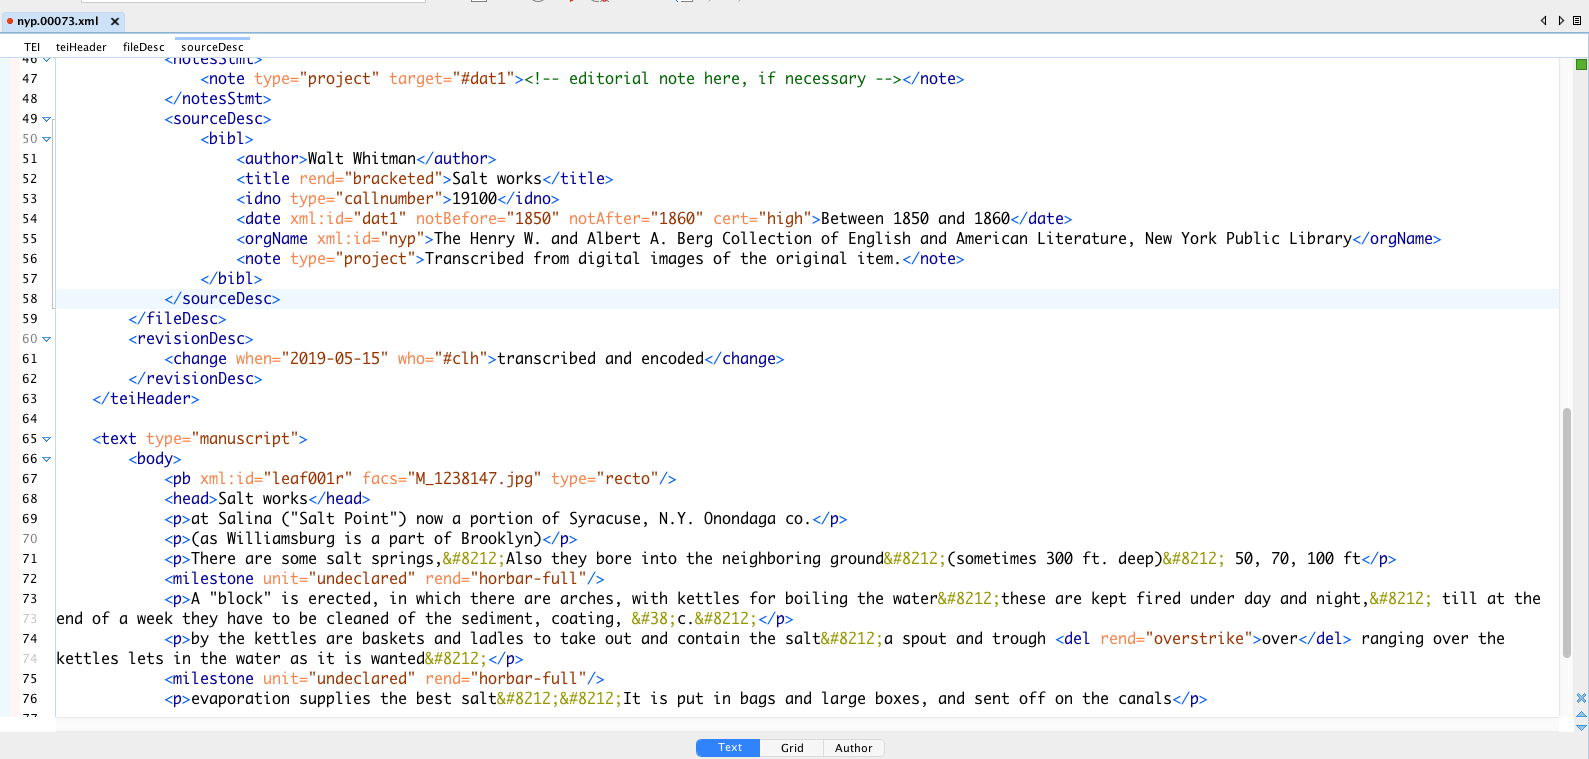 nyp.00073.xml
TEI teiHeader fileDesc sourceDesc
46 <notesStmt>
47 <note type="project" target="#dat1"><!-- editorial note here, if necessary --></note>
48 </notesStmt>
49 <sourceDesc>
50 <bibl>
51 <author>Walt Whitman</author>
52 <title rend="bracketed">Salt works</title>
53 <idno type="callnumber">19100</idno>
54 <date xml:id="dat1" notBefore="1850" notAfter="1860" cert="high">Between 1850 and 1860</date>
55 <orgName xml:id="nyp">The Henry W. and Albert A. Berg Collection of English and American Literature, New York Public Library</orgName>
56 <note type="project">Transcribed from digital images of the original item.</note>
57 </bibl>
58 </sourceDesc>
59 </fileDesc>
60 <revisionDesc>
61 <change when="2019-05-15" who="#clh">transcribed and encoded</change>
62 </revisionDesc>
63 </teiHeader>
64
65 <text type="manuscript">
66 <body>
67 <pb xml:id="leaf001r" facs="M_1238147.jpg" type="recto"/>
68 <head>Salt works</head>
69 <p>at Salina ("Salt Point") now a portion of Syracuse, N.Y. Onondaga co.</p>
70 <p>(as Williamsburg is a part of Brooklyn)</p>
71 <p>There are some salt springs,&#8212;Also they bore into the neighboring ground&#8212;(sometimes 300 ft. deep)&#8212; 50, 70, 100 ft</p>
72 <milestone unit="undeclared" rend="horbar-full"/>
73 <p>A "block" is erected, in which there are arches, with kettles for boiling the water&#8212;these are kept fired under day and night,&#8212; till at the
73 end of a week they have to be cleaned of the sediment, coating, &#38;c.&#8212;</p>
74 <p>by the kettles are baskets and ladles to take out and contain the salt&#8212;a spout and trough <del rend="overstrike">over</del> ranging over the
74 kettles lets in the water as it is wanted&#8212;</p>
75 <milestone unit="undeclared" rend="horbar-full"/>
76 <p>evaporation supplies the best salt&#8212;&#8212;It is put in bags and large boxes, and sent off on the canals</p>
77
Text Grid Author